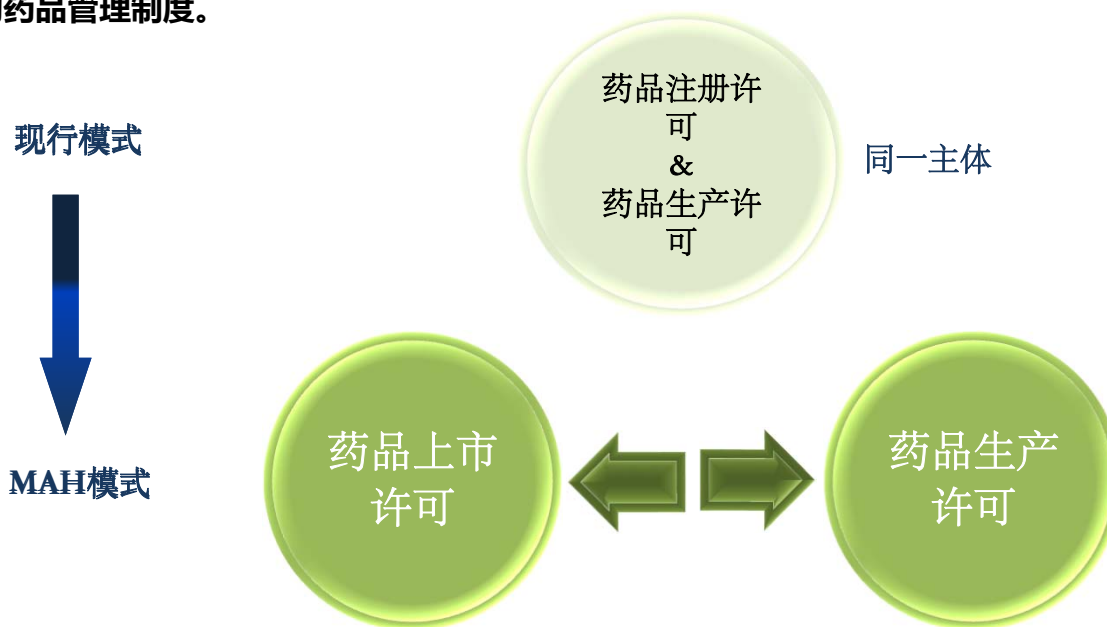 药品管理制度。
药品注册许
可
&
药品生产许
可
现行模式
同一主体
药品上市
许可
药品生产
许可
MAH模式